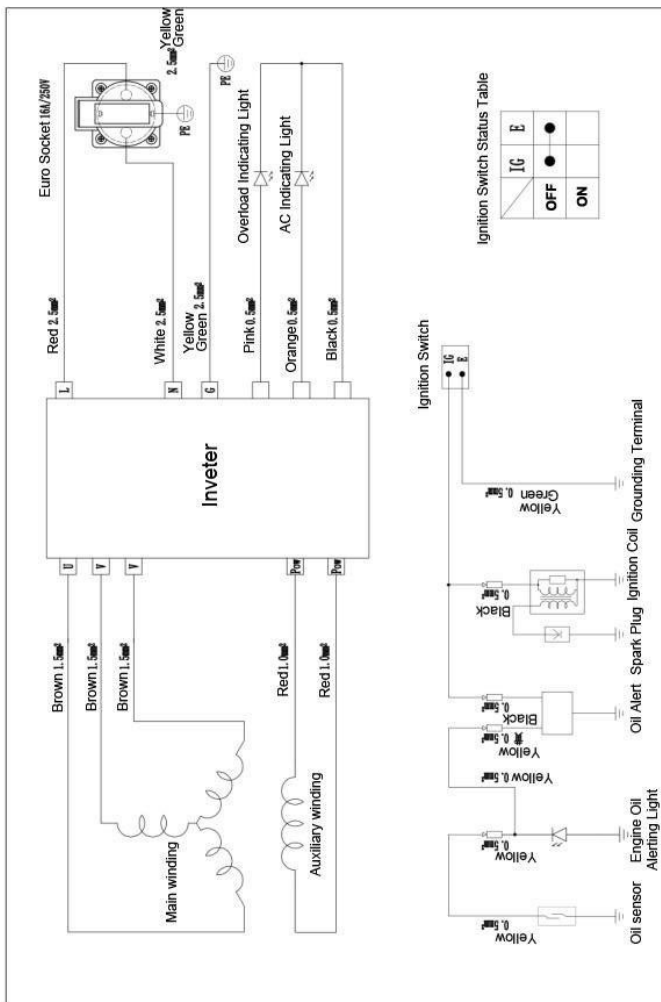 Euro Socket 16A/250V
Yellow
Green
2.5mm²
PE
PE
Red 2.5mm²
White 2.5mm²
Yellow
Green 2.5mm²
Pink 0.5mm²
Orange 0.5mm²
Black 0.5mm²
Overload Indicating Light
AC Indicating Light
L
N
G
Inveter
U
V
V
Pow
Pow
Brown 1.5mm²
Brown 1.5mm²
Brown 1.5mm²
Red 1.0mm²
Red 1.0mm²
Main winding
Auxiliary winding
Ignition Switch Status Table
IG
E
OFF
ON
Ignition Switch
IG
Yellow
Green 0.5mm²
Grounding Terminal
Black
0.5mm²
Ignition Coil
Spark Plug
Black
0.5mm²
Yellow 黄
0.5mm²
Oil Alert
Yellow 0.5mm²
Yellow
0.5mm²
Engine Oil
Alerting Light
Yellow
0.5mm²
Oil sensor